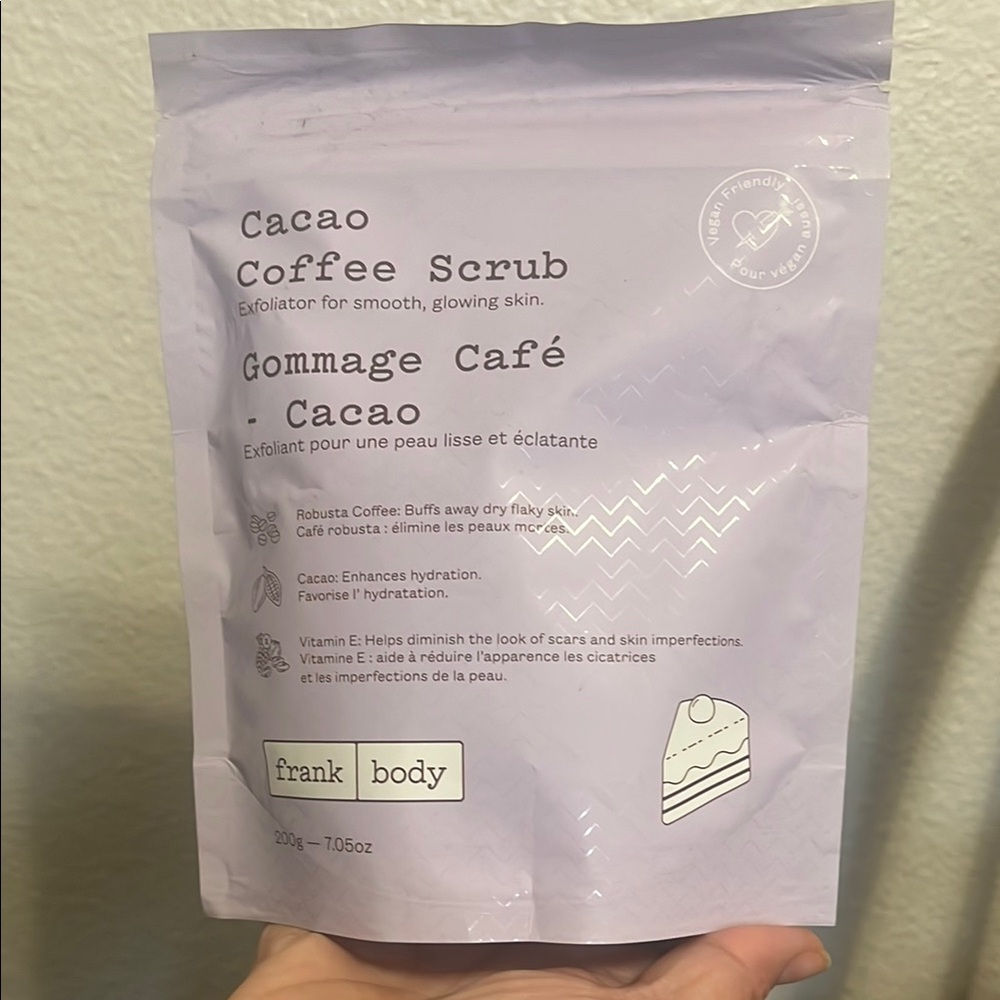 Cacao
Coffee Scrub
Exfoliator for smooth, glowing skin.
Gommage Café
- Cacao
Exfoliant pour une peau lisse et éclatante
Robusta Coffee: Buffs away dry flaky skin.
Café robusta : élimine les peaux mortes.
Cacao: Enhances hydration.
Favorise l' hydratation.
Vitamin E: Helps diminish the look of scars and skin imperfections.
Vitamine E : aide à réduire l'apparence les cicatrices
et les imperfections de la peau.
frank body
200g — 7.05oz
Vegan Friendly
Pour végan aussi